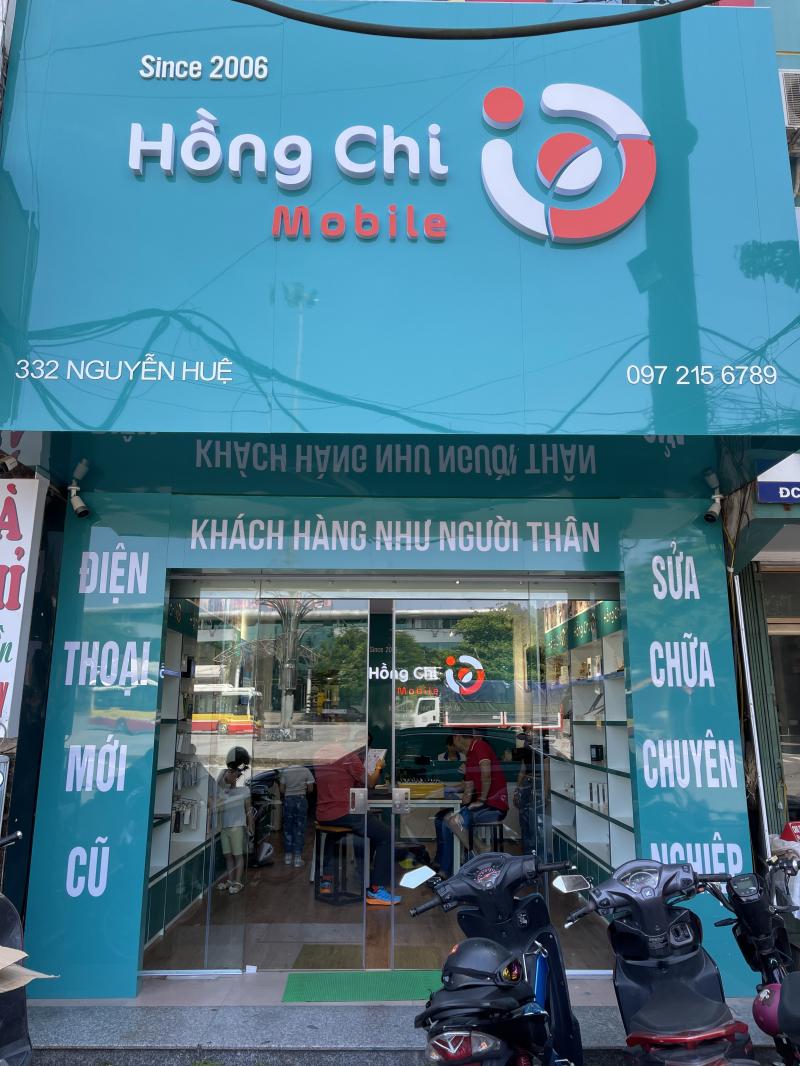 Since 2006
Hồng Chi
Mobile
332 NGUYỄN HUỆ
097 215 6789
KHÁCH HÀNG NHƯ NGƯỜI THÂN
KHÁCH HÀNG NHƯ NGƯỜI THÂN
ĐIỆN
THOẠI
MỚI
CŨ
SỬA
CHỮA
CHUYÊN
NGHIỆP
Hồng Chi
Mobile
ĐC